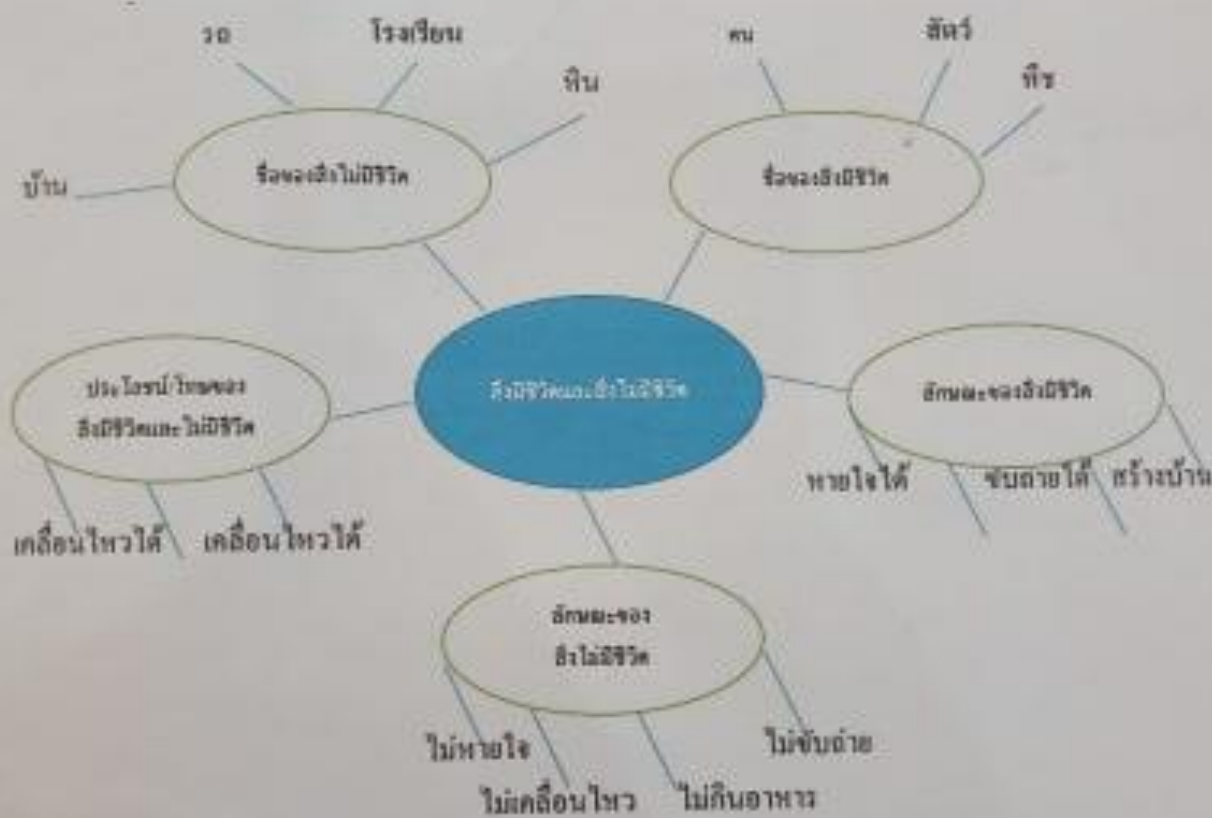 รถ
โรงเรียน
หิน
บ้าน
ชื่อของสิ่งไม่มีชีวิต
คน
สัตว์
พืช
ชื่อของสิ่งมีชีวิต
สิ่งมีชีวิตและสิ่งไม่มีชีวิต
ประโยชน์/โทษของ
สิ่งมีชีวิตและไม่มีชีวิต
เคลื่อนไหวได้
เคลื่อนไหวได้
ลักษณะของสิ่งมีชีวิต
หายใจได้
ขับถ่ายได้
สร้างบ้าน
ลักษณะของ
สิ่งไม่มีชีวิต
ไม่หายใจ
ไม่เคลื่อนไหว
ไม่กินอาหาร
ไม่ขับถ่าย